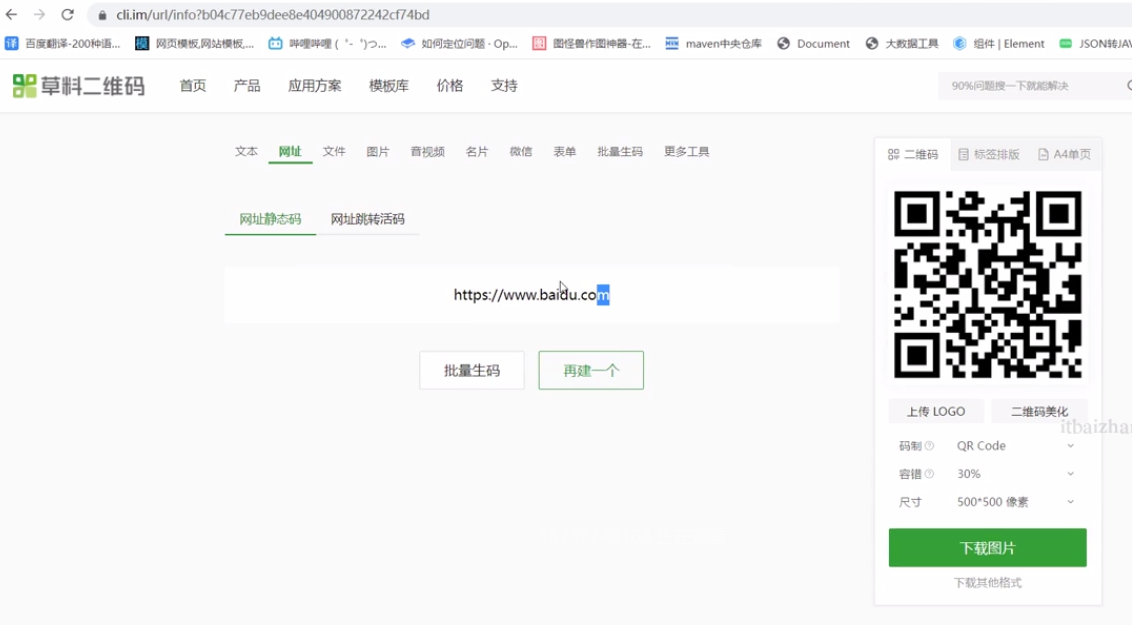 cli.im/url/info?b04c77eb9dee8e404900872242cf74bd
百度翻译-200种语... 网页模板,网站模板,... 哔哩哔哩 (゜-゜)つ... 如何定位问题 · Op... 图怪兽作图神器-在... maven中央仓库 Document 大数据工具 组件 | Element JSON转JAV
草料二维码 首页 产品 应用方案 模板库 价格 支持 90%问题搜一下就能解决
文本 网址 文件 图片 音视频 名片 微信 表单 批量生码 更多工具
二维码 标签排版 A4单页
网址静态码 网址跳转活码
https://www.baidu.com
批量生码 再建一个
上传 LOGO 二维码美化
itbaizha
码制 QR Code
容错 30%
尺寸 500*500 像素
下载图片
下载其他格式